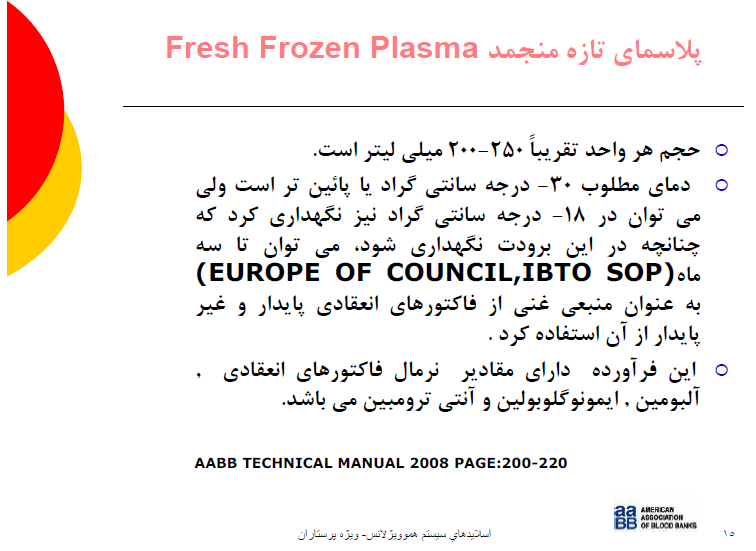 پلاسمای تازه منجمد Fresh Frozen Plasma
حجم هر واحد تقریباً ۲۵۰-۲۰۰ میلی لیتر است.
دمای مطلوب ۳۰- درجه سانتی گراد یا پائین تر است ولی
می توان در ۱۸- درجه سانتی گراد نیز نگهداری کرد که
چنانچه در این برودت نگهداری شود، می توان تا سه
ماه(EUROPE OF COUNCIL,IBTO SOP)
به عنوان منبعی غنی از فاکتورهای انعقادی پایدار و غیر
پایدار از آن استفاده کرد .
این فرآورده دارای مقادیر نرمال فاکتورهای انعقادی ,
آلبومین , ایمونوگلوبولین و آنتی ترومبین می باشد.
AABB TECHNICAL MANUAL 2008 PAGE:200-220
aaBB AMERICAN
ASSOCIATION
OF BLOOD BANKS
اسلایدهاي سیستم هموویژلانس- ویژه پرستاران
۱۵